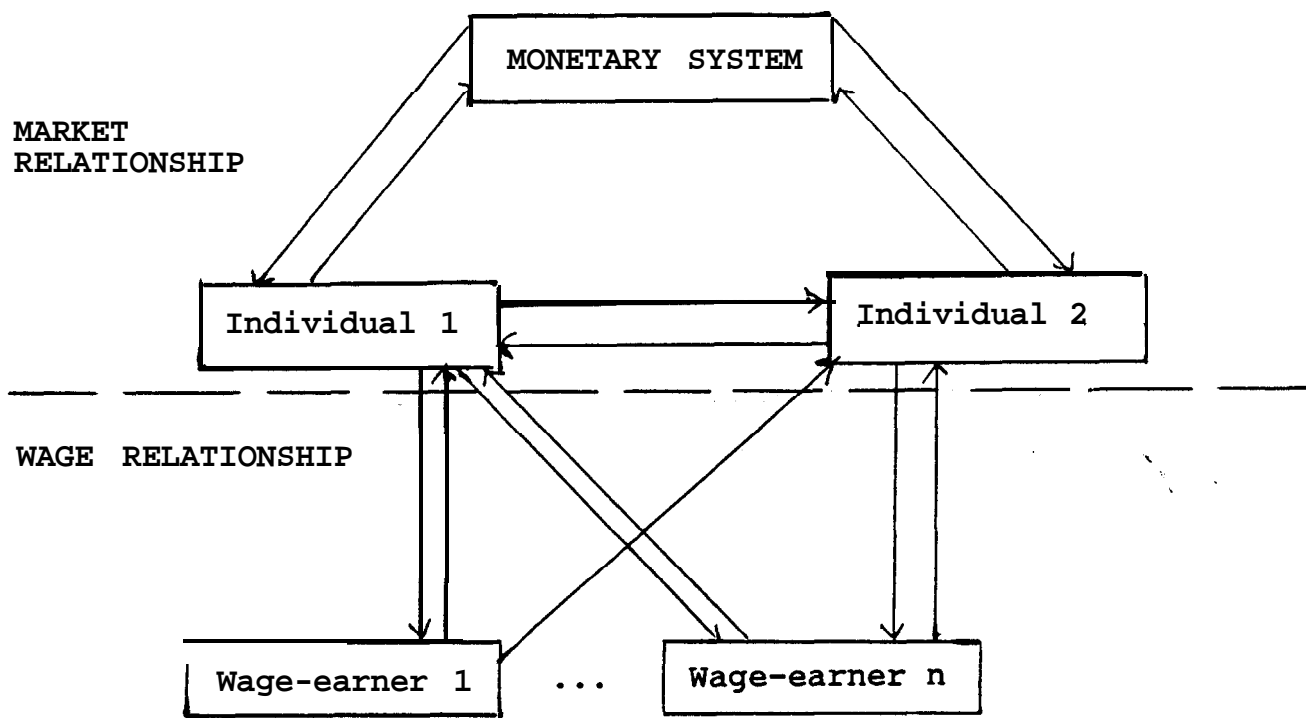 MONETARY SYSTEM
MARKET
RELATIONSHIP
Individual 1
Individual 2
WAGE RELATIONSHIP
Wage-earner 1 ... Wage-earner n